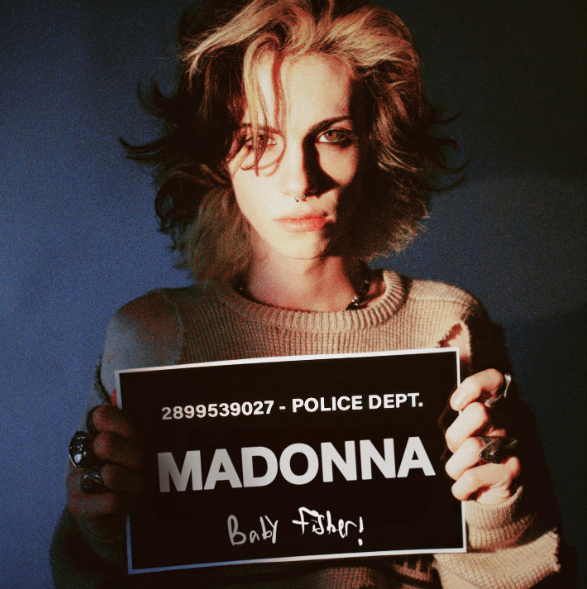 2899539027 - POLICE DEPT.
MADONNA
Baby Fisher!